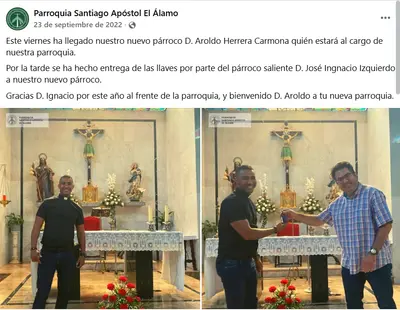 Parroquia Santiago Apóstol El Álamo
23 de septiembre de 2022 ·
Este viernes ha llegado nuestro nuevo párroco D. Aroldo Herrera Carmona quién estará al cargo de
nuestra parroquia.
Por la tarde se ha hecho entrega de las llaves por parte del párroco saliente D. José Ingnacio Izquierdo
a nuestro nuevo párroco.
Gracias D. Ignacio por este año al frente de la parroquia, y bienvenido D. Aroldo a tu nueva parroquia.